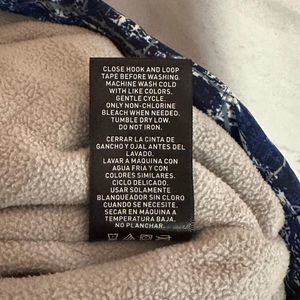 CLOSE HOOK AND LOOP
TAPE BEFORE WASHING.
MACHINE WASH COLD
WITH LIKE COLORS,
GENTLE CYCLE.
ONLY NON-CHLORINE
BLEACH WHEN NEEDED.
TUMBLE DRY LOW.
DO NOT IRON.
CERRAR LA CINTA DE
GANCHO Y OJAL ANTES DEL
LAVADO.
LAVAR A MAQUINA CON
AGUA FRIA Y CON
COLORES SIMILARES.
CICLO DELICADO.
USAR SOLAMENTE
BLANQUEADOR SIN CLORO
CUANDO SE NECESITE.
SECAR EN MÁQUINA A
TEMPERATURA BAJA.
NO PLANCHAR.